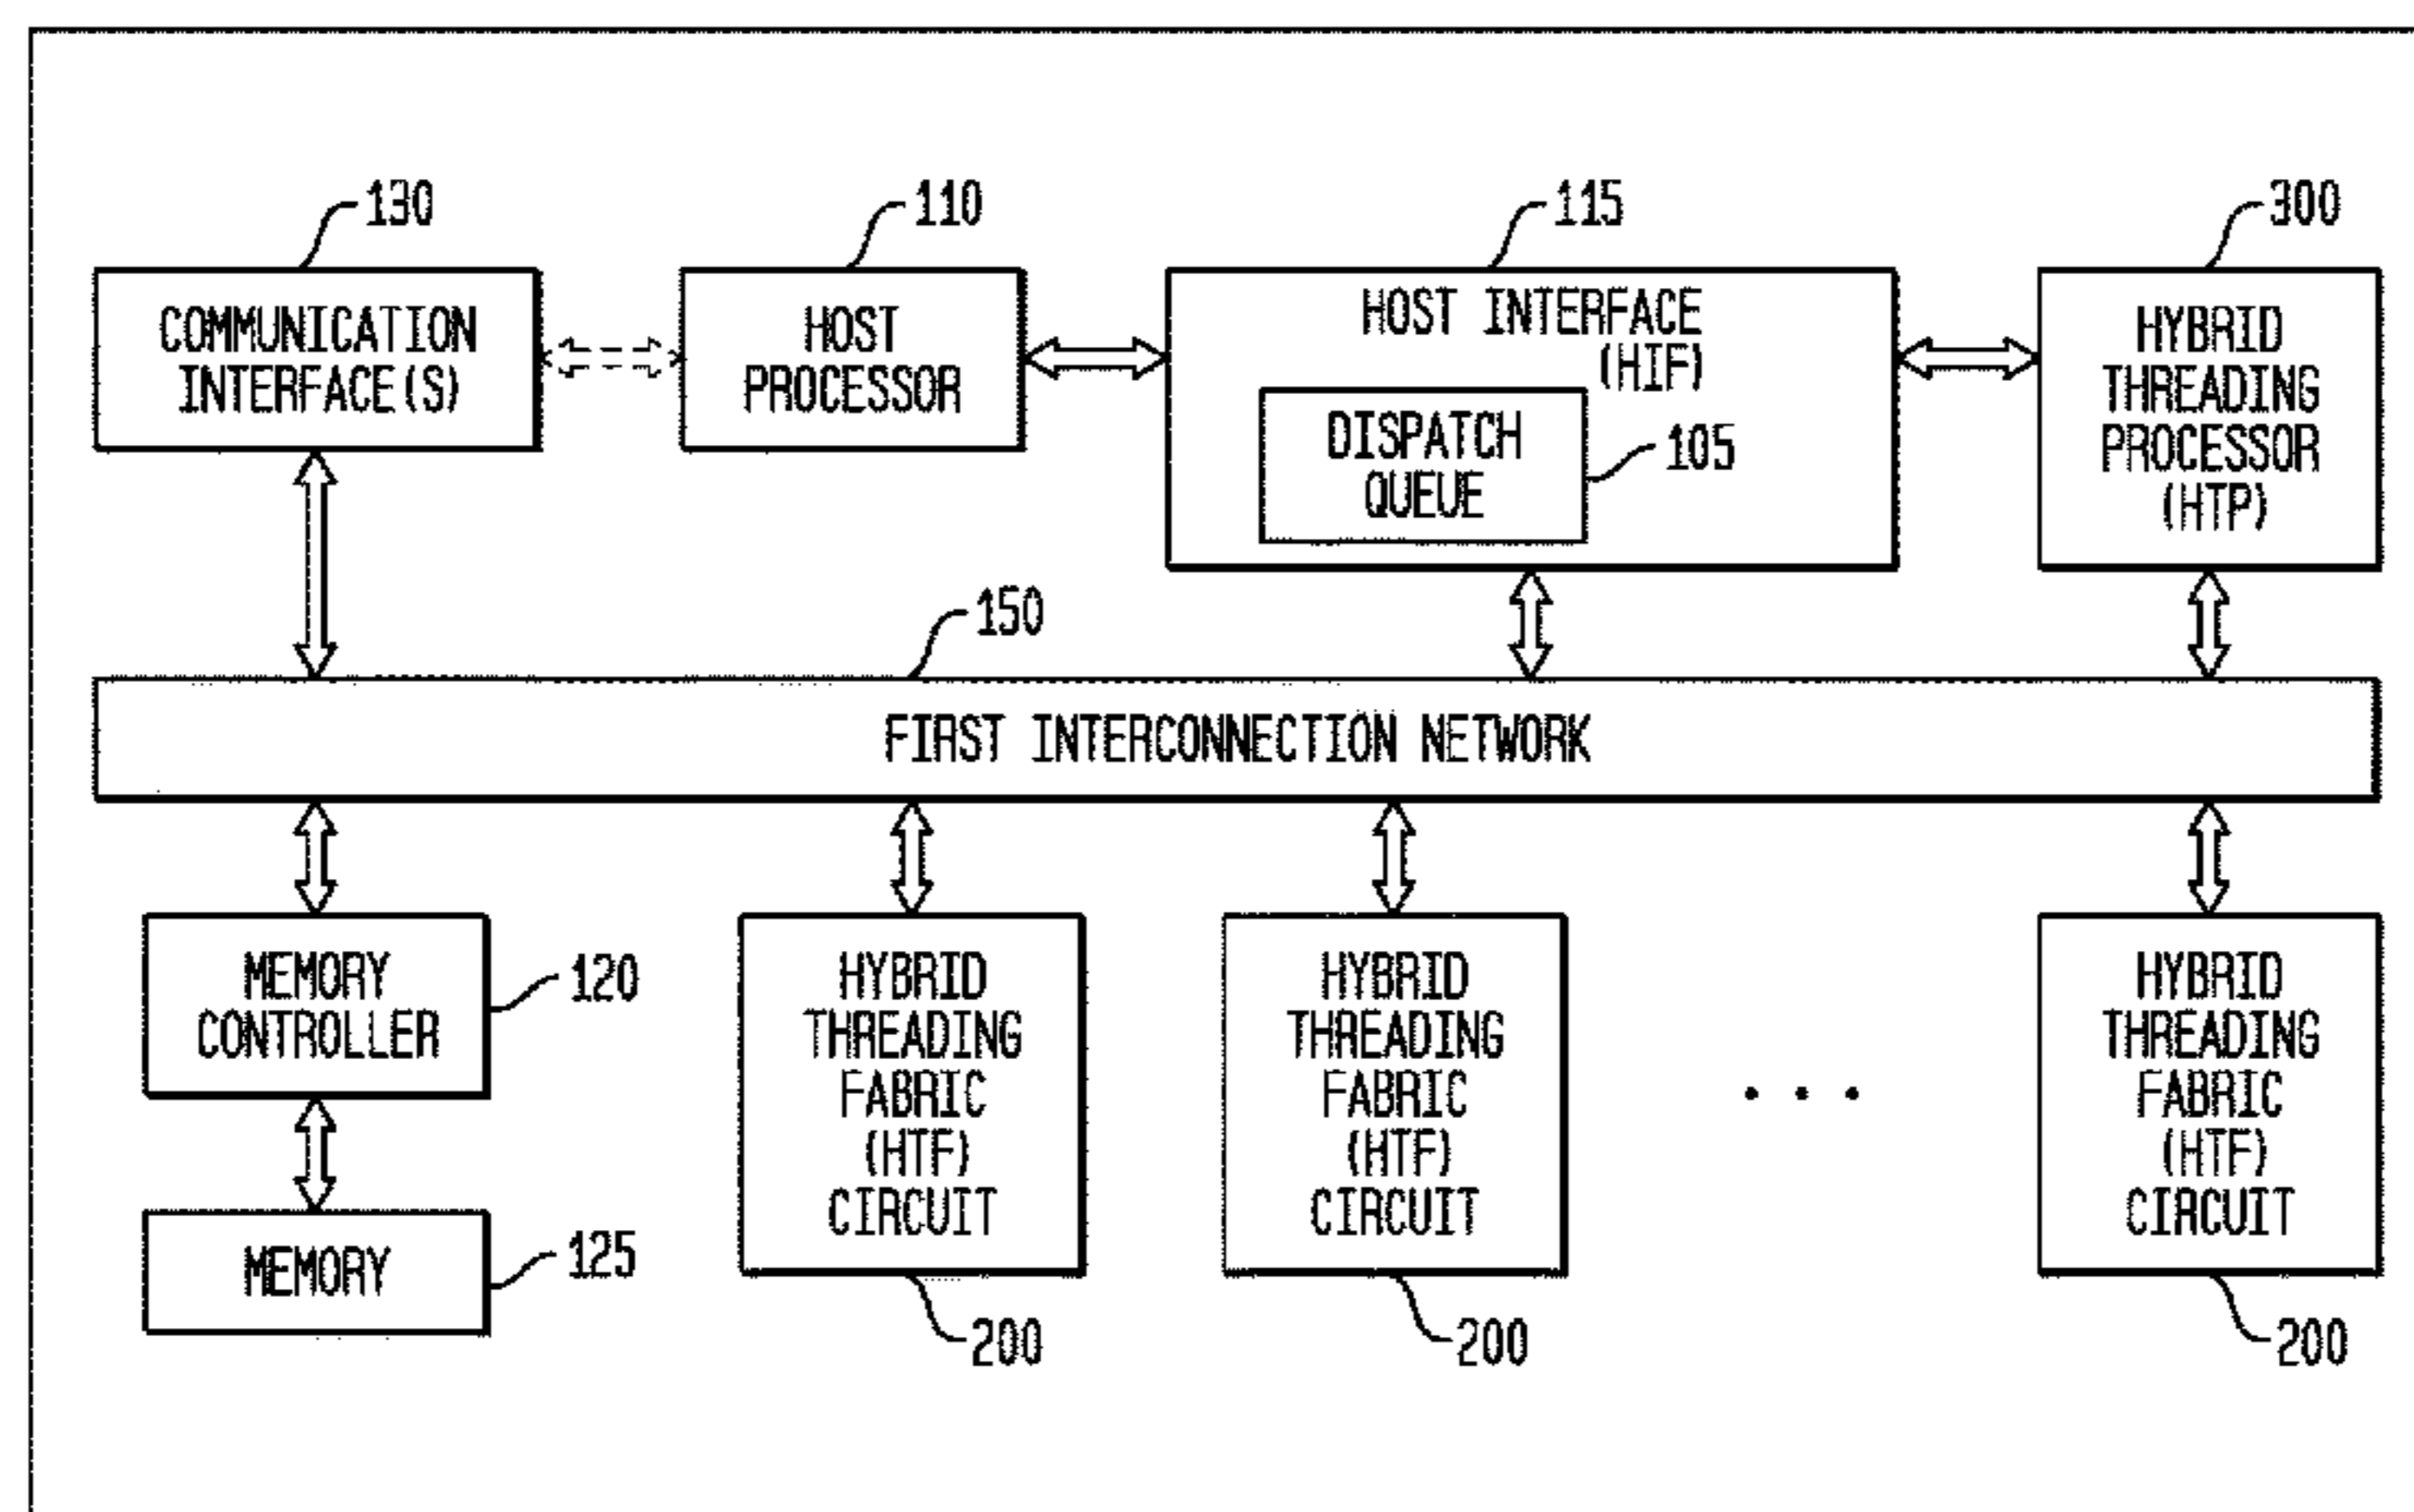 130
110
115
300
COMMUNICATION
INTERFACE(S)
HOST
PROCESSOR
HOST INTERFACE
(HIF)
DISPATCH
QUEUE
105
HYBRID
THREADING
PROCESSOR
(HTP)
150
FIRST INTERCONNECTION NETWORK
MEMORY
CONTROLLER
120
MEMORY
125
HYBRID
THREADING
FABRIC
(HTF)
CIRCUIT
200
HYBRID
THREADING
FABRIC
(HTF)
CIRCUIT
200
. . .
HYBRID
THREADING
FABRIC
(HTF)
CIRCUIT
200